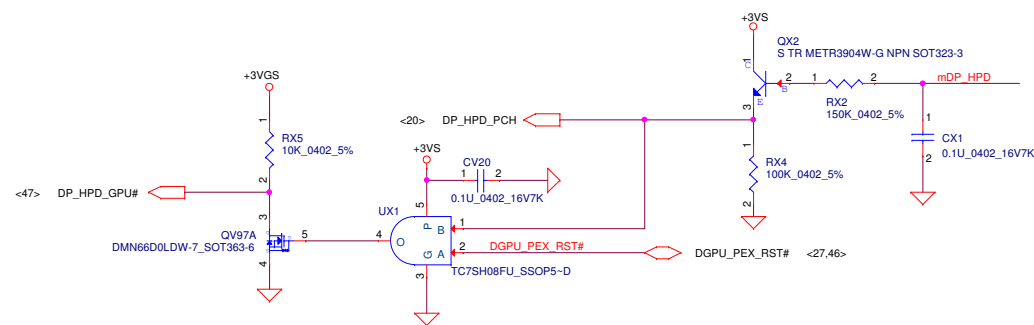 +3VS
QX2
S TR METR3904W-G NPN SOT323-3
1
C
2
B
1
2
mDP_HPD
E
3
RX2
150K_0402_5%
1
CX1
0.1U_0402_16V7K
2
+3VGS
1
RX5
10K_0402_5%
2
<20> DP_HPD_PCH
+3VS
1
RX4
100K_0402_5%
2
CV20
1
2
0.1U_0402_16V7K
<47> DP_HPD_GPU#
3
QV97A
DMN66D0LDW-7_SOT363-6
5
4
4
UX1
5
P
B
1
O
G
A
2
3
DGPU_PEX_RST#
DGPU_PEX_RST# <27,46>
TC7SH08FU_SSOP5~D